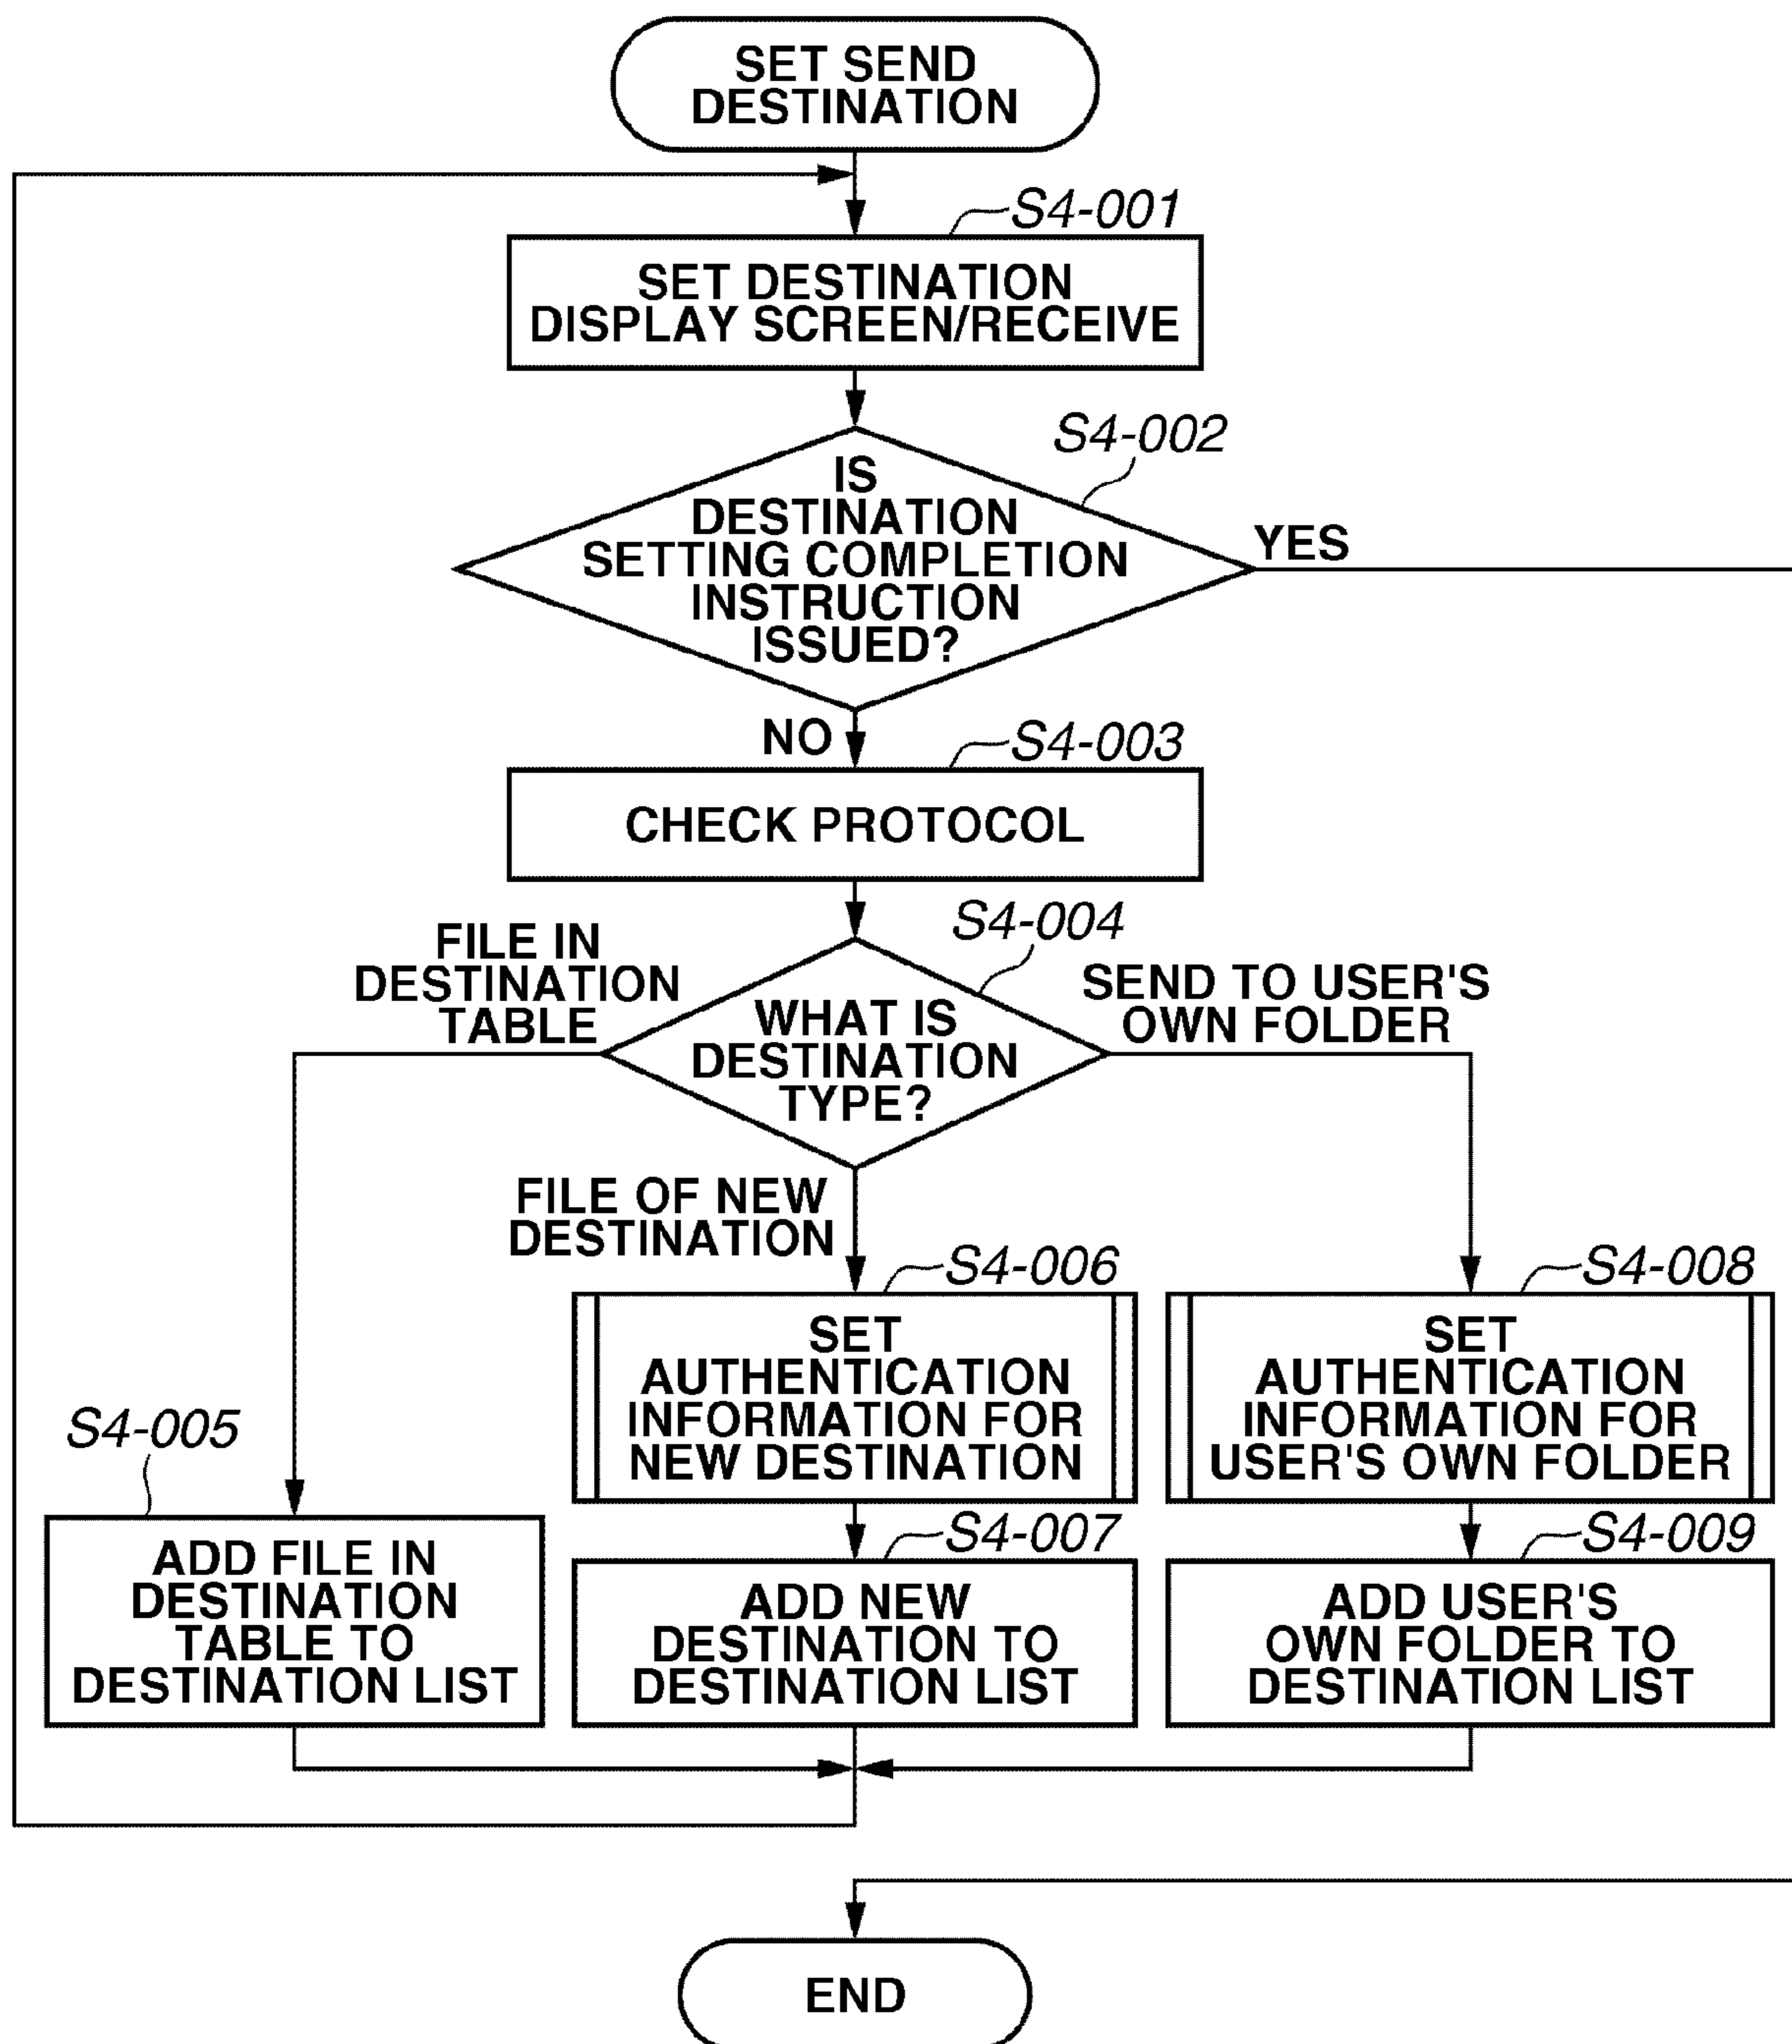 SET SEND
DESTINATION
S4-001
SET DESTINATION
DISPLAY SCREEN/RECEIVE
S4-002
IS
DESTINATION
SETTING COMPLETION
INSTRUCTION
ISSUED?
YES
NO
S4-003
CHECK PROTOCOL
S4-004
FILE IN
DESTINATION
TABLE
WHAT IS
DESTINATION
TYPE?
SEND TO USER'S
OWN FOLDER
FILE OF NEW
DESTINATION
S4-006
SET
AUTHENTICATION
INFORMATION FOR
NEW DESTINATION
S4-008
SET
AUTHENTICATION
INFORMATION FOR
USER'S OWN FOLDER
S4-005
ADD FILE IN
DESTINATION
TABLE TO
DESTINATION LIST
S4-007
ADD NEW
DESTINATION TO
DESTINATION LIST
S4-009
ADD USER'S
OWN FOLDER TO
DESTINATION LIST
END